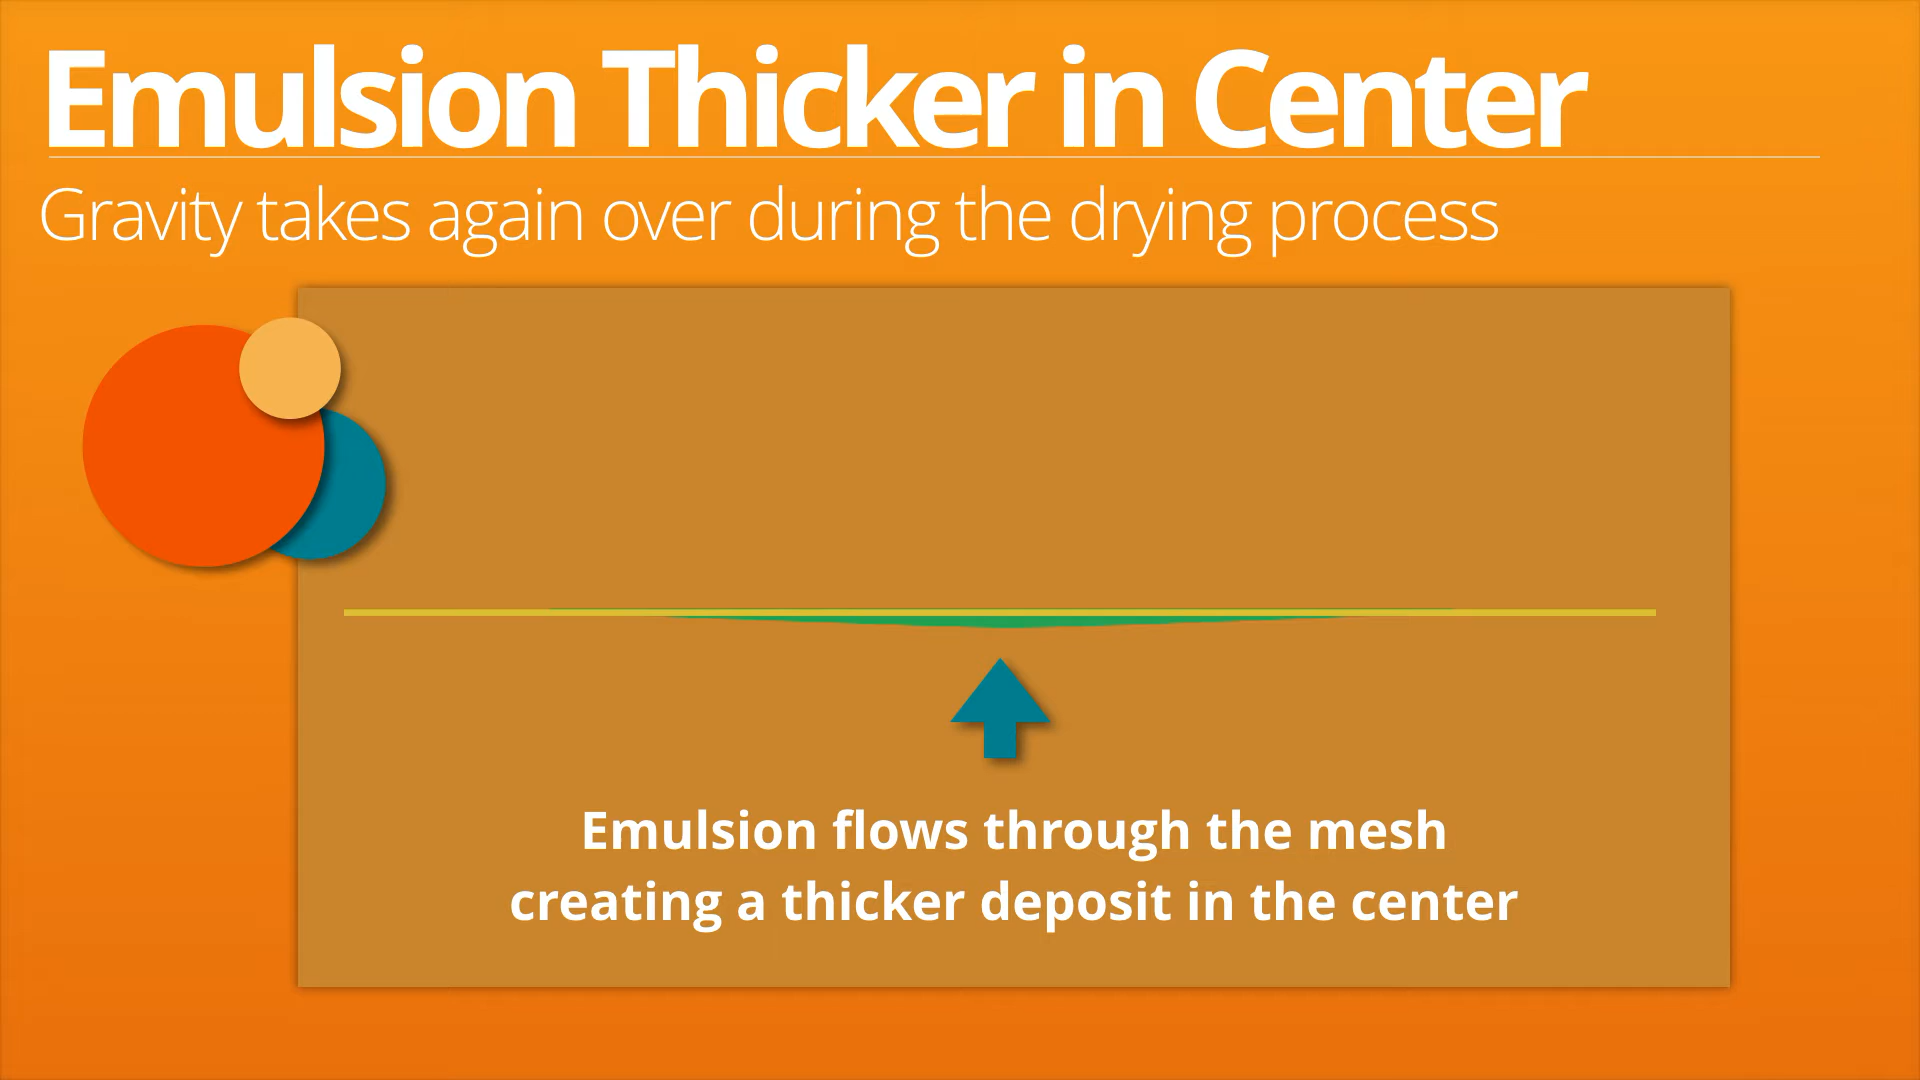 Emulsion Thicker in Center
Gravity takes again over during the drying process
Emulsion flows through the mesh
creating a thicker deposit in the center